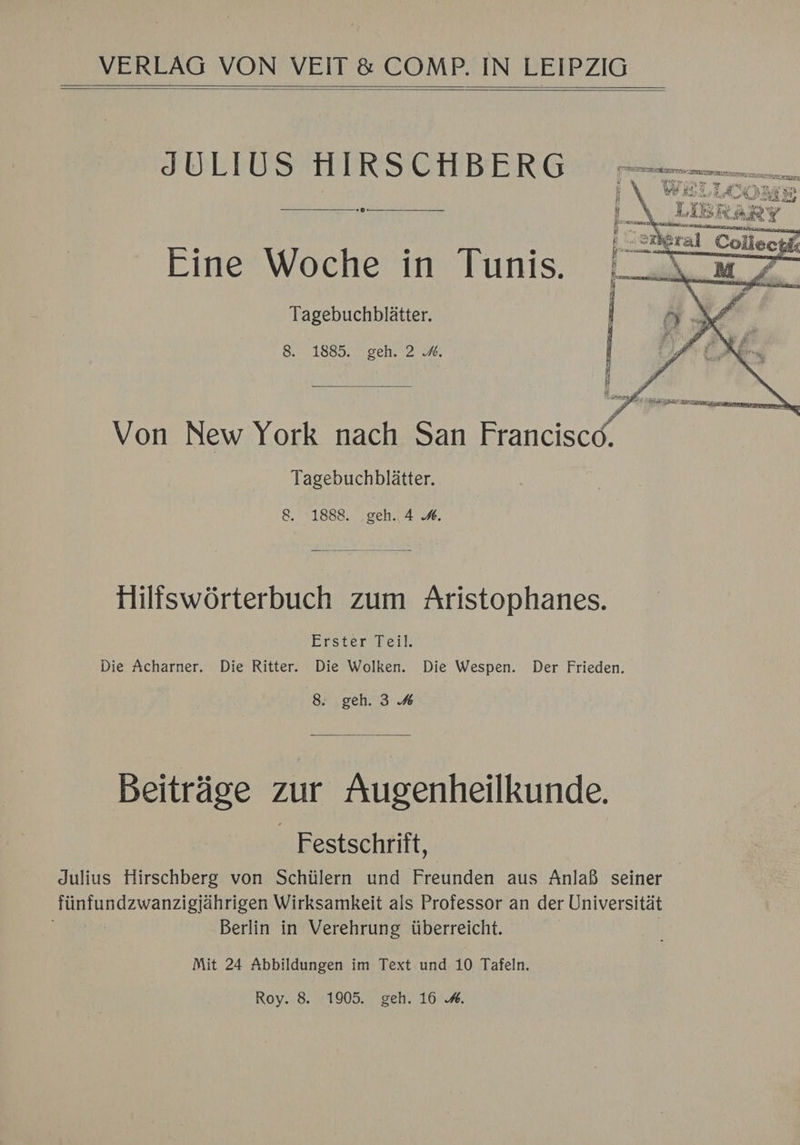 VERLAG VON VEIT & COMP. IN LEIPZIG
JULIUS HIRSCHBERG
WELLCOME
LIBRARY
General Collect
M
Eine Woche in Tunis.
Tagebuchblätter.
8. 1885. geh. 2 ℳ.
Von New York nach San Francisco.
Tagebuchblätter.
8. 1888. geh. 4 ℳ.
Hilfswörterbuch zum Aristophanes.
Erster Teil.
Die Acharner. Die Ritter. Die Wolken. Die Wespen. Der Frieden.
8. geh. 3 ℳ
Beiträge zur Augenheilkunde.
Festschrift,
Julius Hirschberg von Schülern und Freunden aus Anlaß seiner
fünfundzwanzigjährigen Wirksamkeit als Professor an der Universität
Berlin in Verehrung überreicht.
Mit 24 Abbildungen im Text und 10 Tafeln.
Roy. 8. 1905. geh. 16 ℳ.